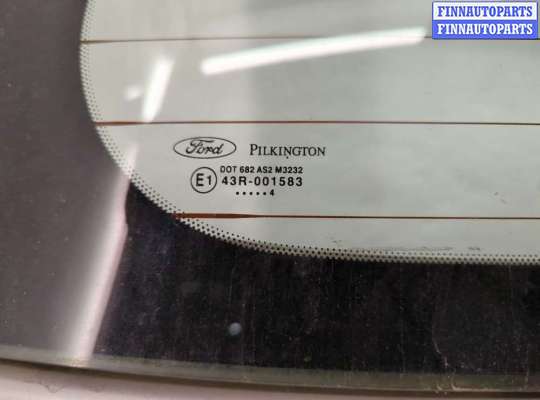 FINNAUTOPARTS
FINNAUTOPARTS
Ford PILKINGTON
DOT 682 AS2 M3232
E1 43R-001583
..... 4